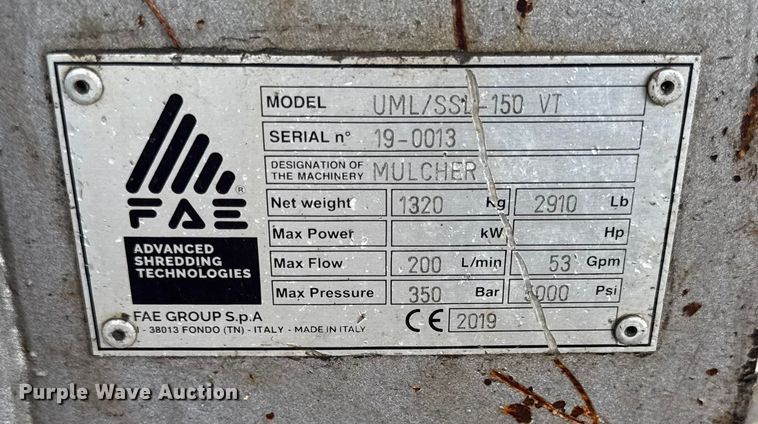 MODEL UML/SSL-150 VT
SERIAL n° 19-0013
DESIGNATION OF
THE MACHINERY MULCHER
Net weight 1320 Kg 2910 Lb
Max Power kW Hp
Max Flow 200 L/min 53 Gpm
Max Pressure 350 Bar 5000 Psi
CE 2019
®
FAE
ADVANCED
SHREDDING
TECHNOLOGIES
FAE GROUP S.p.A
I - 38013 FONDO (TN) - ITALY - MADE IN ITALY
Purple Wave Auction